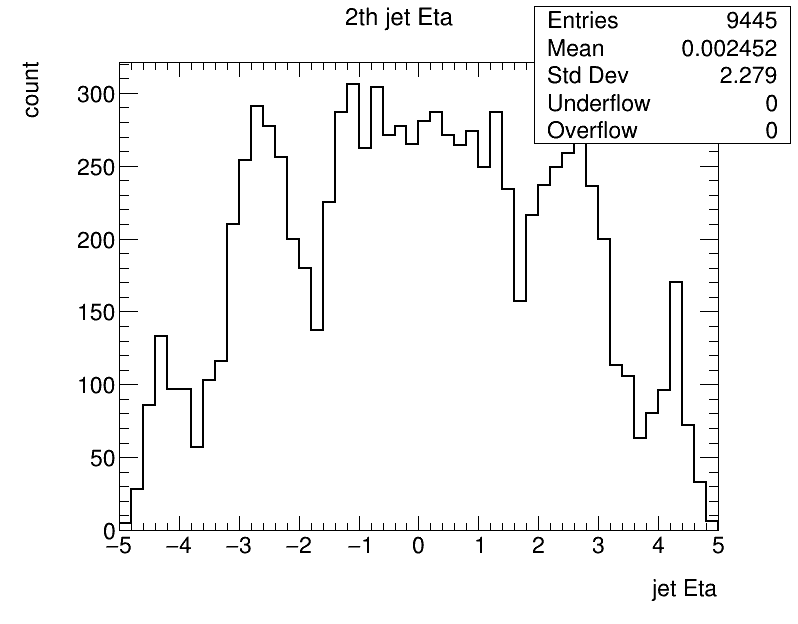 2th jet Eta
Entries 9445
Mean 0.002452
Std Dev 2.279
Underflow 0
Overflow 0
count
300
250
200
150
100
50
0
−5 −4 −3 −2 −1 0 1 2 3 4 5
jet Eta